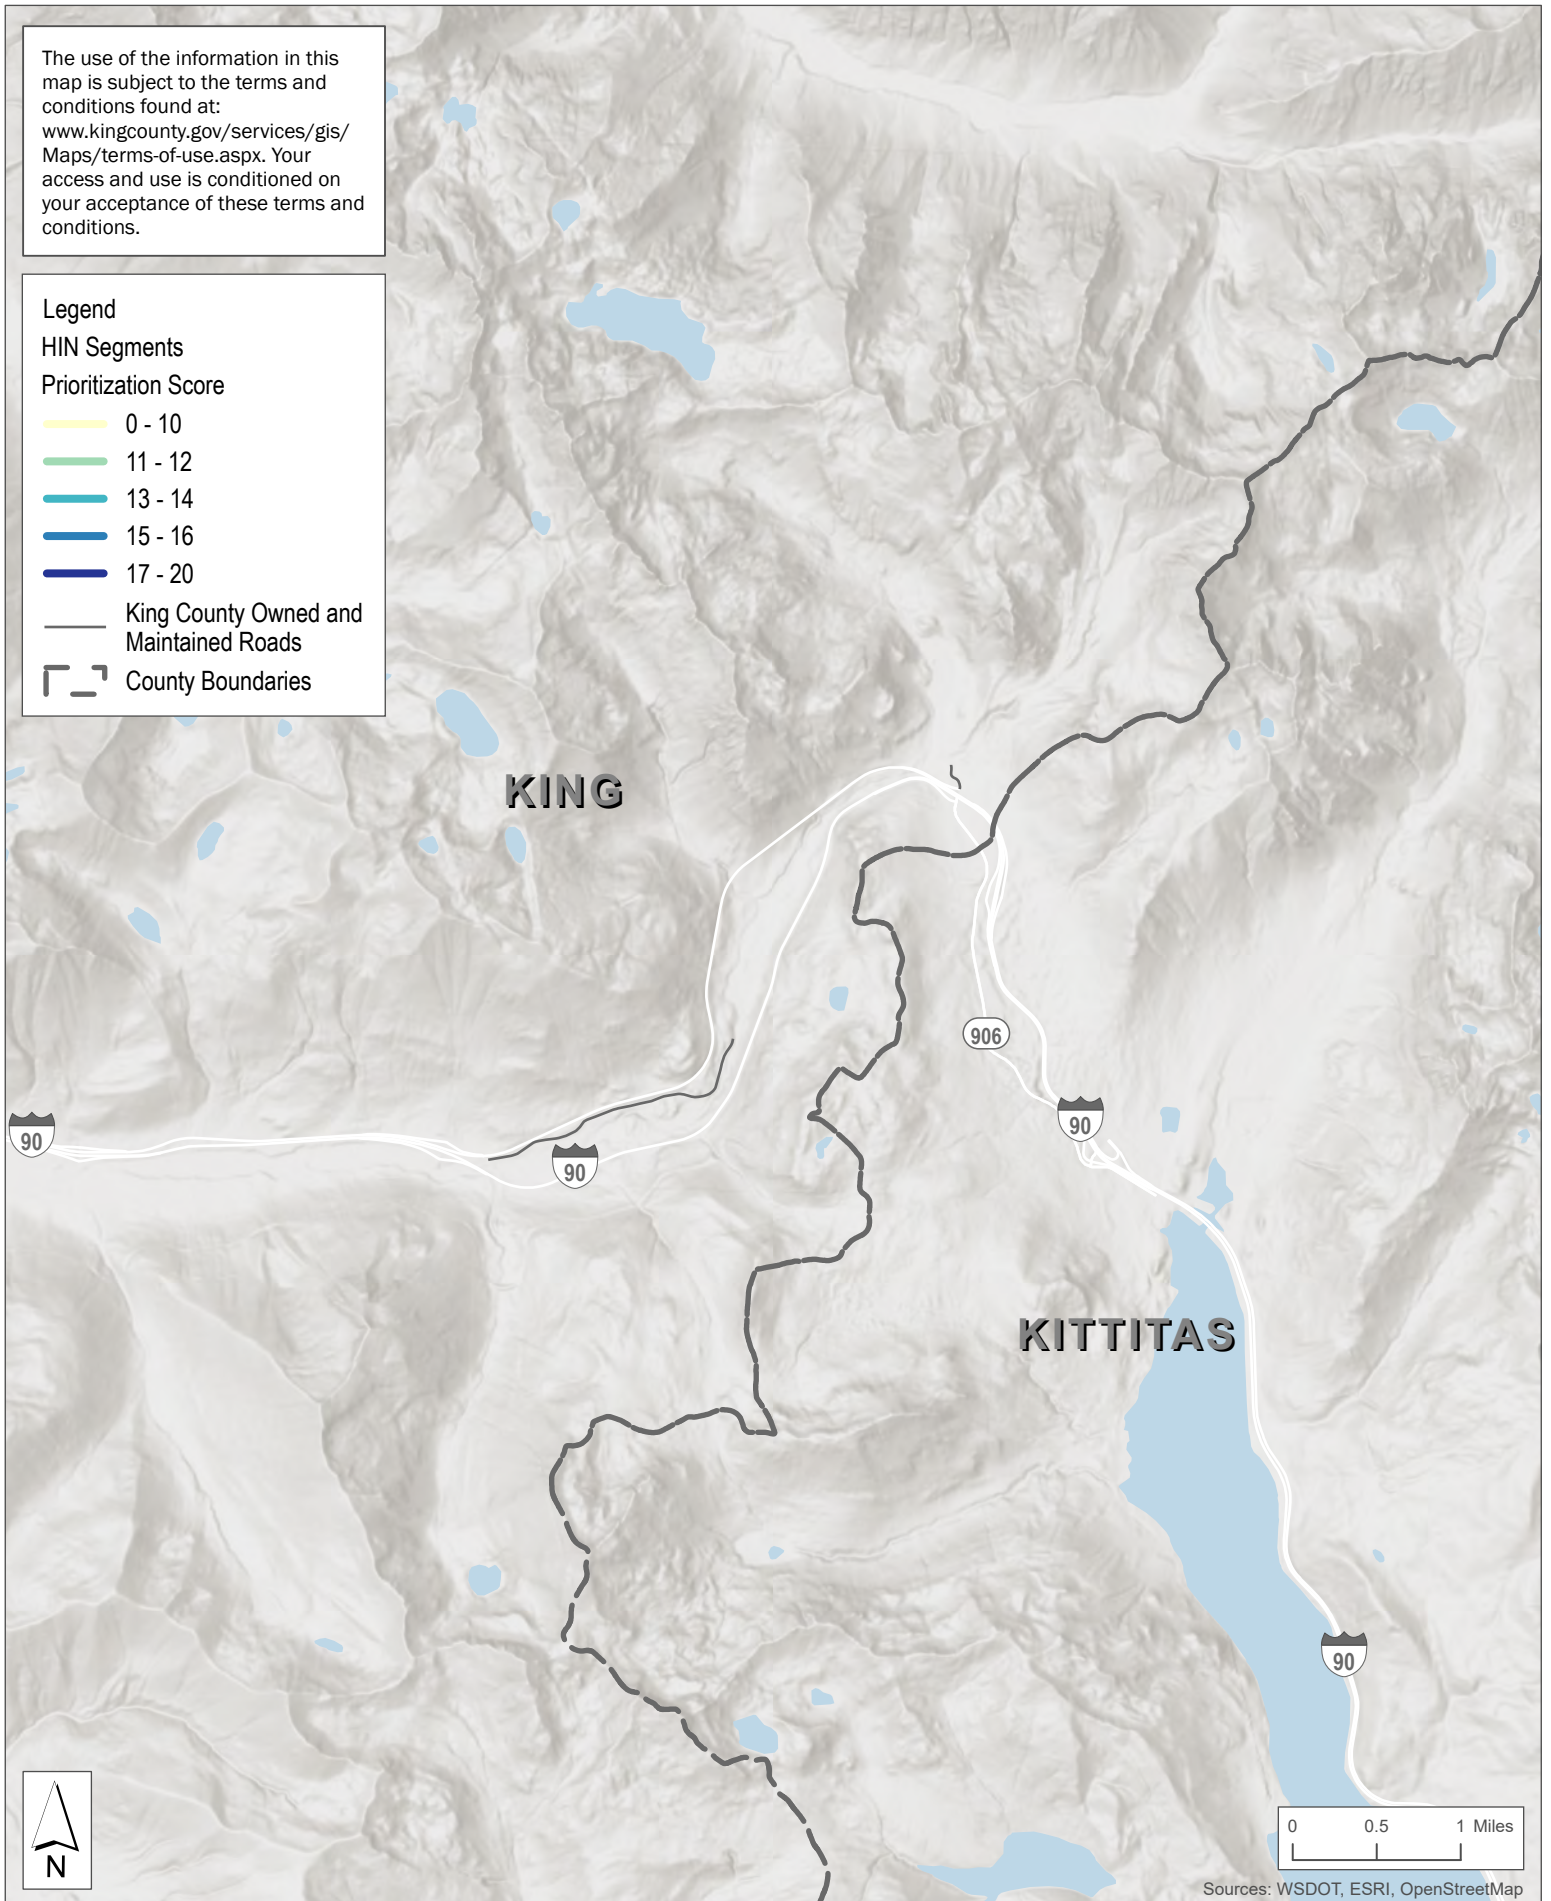 The use of the information in this
map is subject to the terms and
conditions found at:
www.kingcounty.gov/services/gis/
Maps/terms-of-use.aspx. Your
access and use is conditioned on
your acceptance of these terms and
conditions.
Legend
HIN Segments
Prioritization Score
0 - 10
11 - 12
13 - 14
15 - 16
17 - 20
King County Owned and
Maintained Roads
County Boundaries
KING
906
90
90
90
KITTITAS
90
N
0 0.5 1 Miles
Sources: WSDOT, ESRI, OpenStreetMap